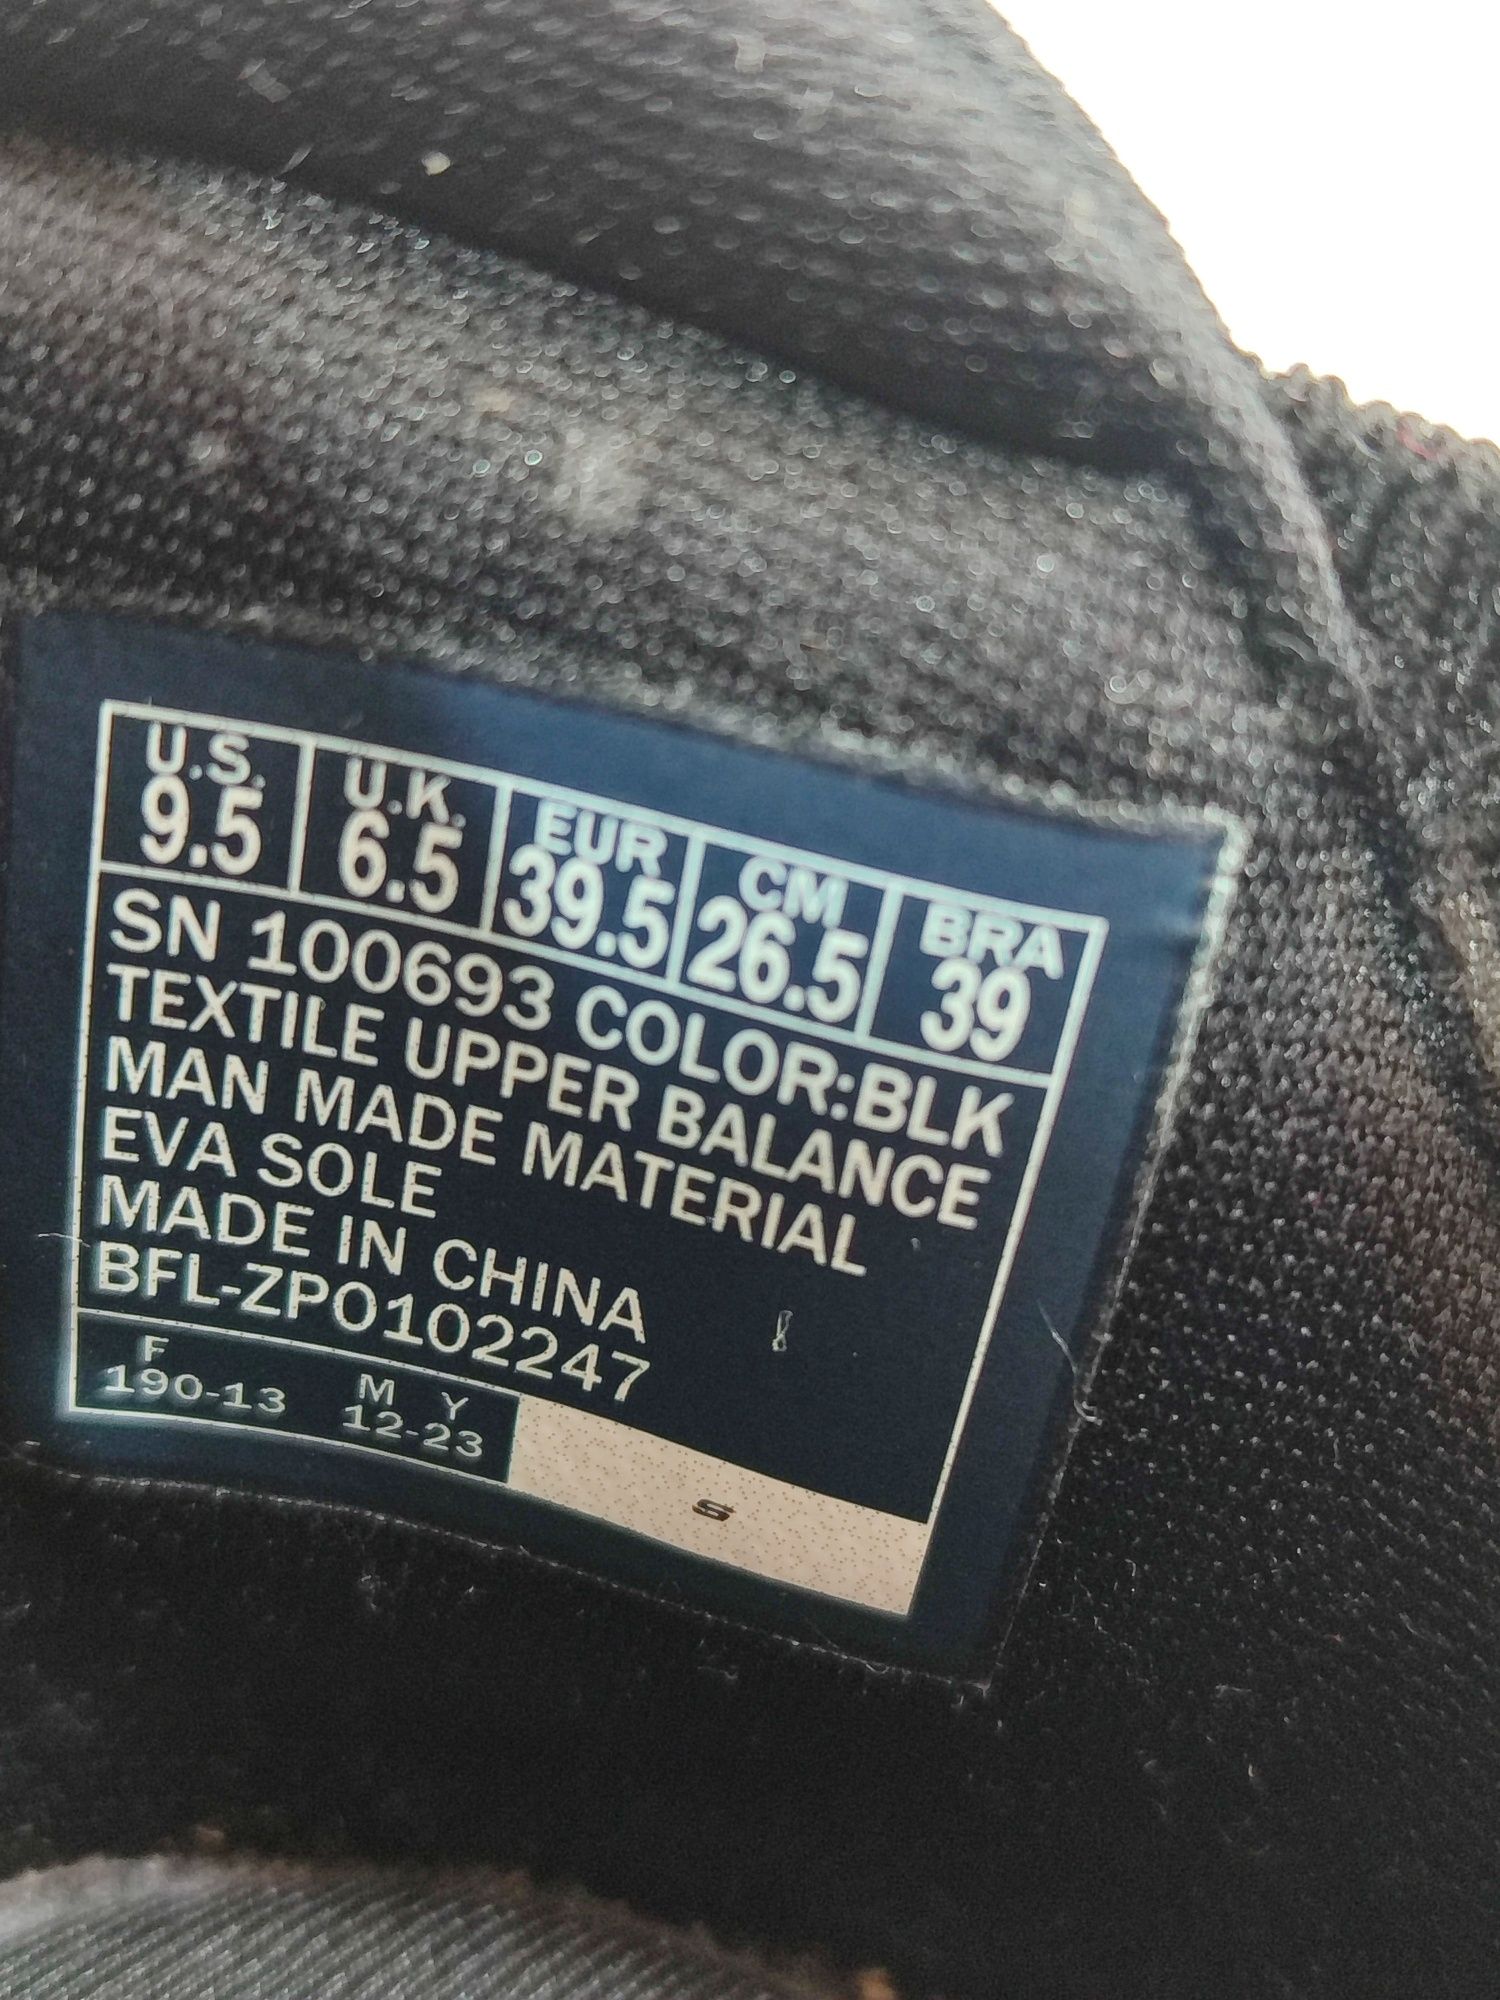 U.S. U.K. EUR CM BRA
9.5 6.5 39.5 26.5 39
SN 100693 COLOR:BLK
TEXTILE UPPER BALANCE
MAN MADE MATERIAL
EVA SOLE
MADE IN CHINA
BFL-ZP0102247
F M Y
190-13 12-23
S